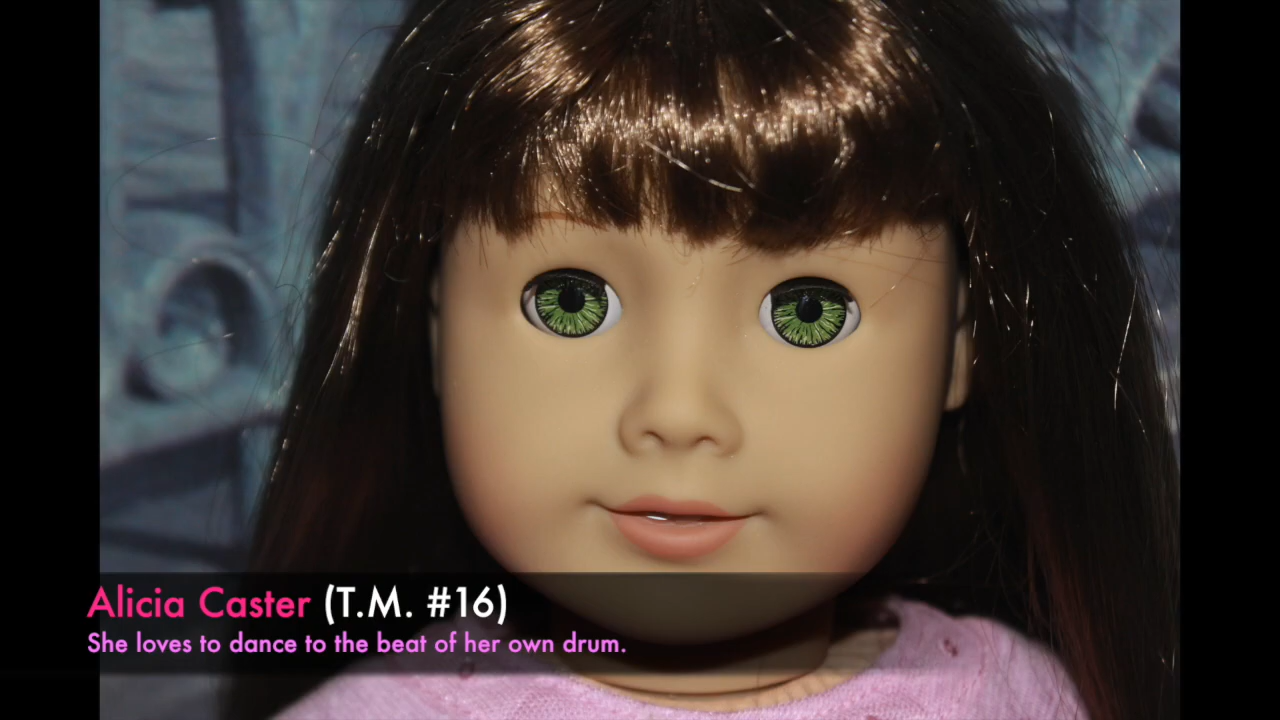 Alicia Caster (T.M. #16)
She loves to dance to the beat of her own drum.